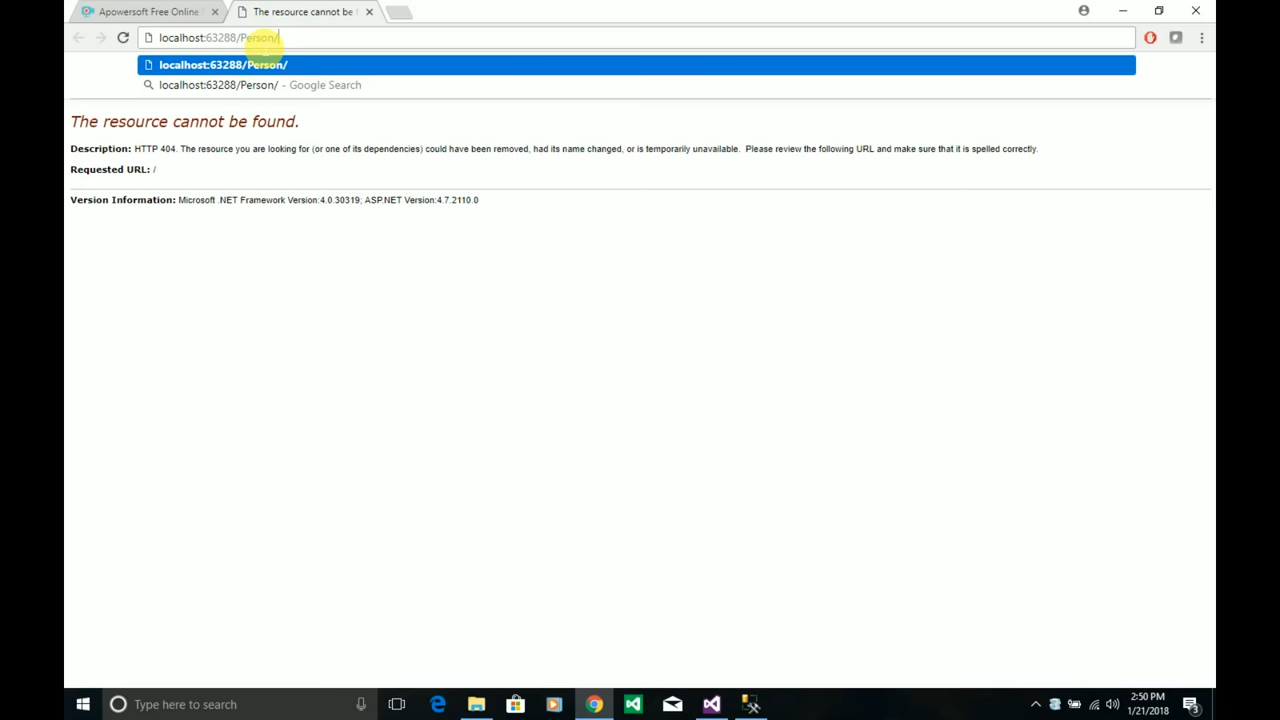 Apowersoft Free Online
The resource cannot be f
localhost:63288/Person/
localhost:63288/Person/
localhost:63288/Person/ - Google Search
The resource cannot be found.
Description: HTTP 404. The resource you are looking for (or one of its dependencies) could have been removed, had its name changed, or is temporarily unavailable. Please review the following URL and make sure that it is spelled correctly.
Requested URL: /
Version Information: Microsoft .NET Framework Version:4.0.30319; ASP.NET Version:4.7.2110.0
Type here to search
2:50 PM
1/21/2018
3